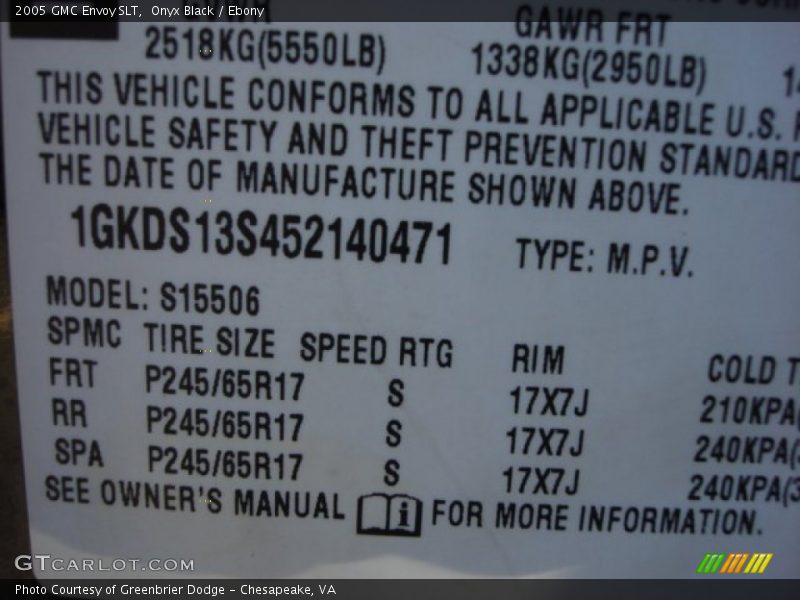 2005 GMC Envoy SLT, Onyx Black / Ebony
GAWR FRT
2518KG(5550LB) 1338KG(2950LB)
THIS VEHICLE CONFORMS TO ALL APPLICABLE U.S.
VEHICLE SAFETY AND THEFT PREVENTION STANDARD
THE DATE OF MANUFACTURE SHOWN ABOVE.
1GKDS13S452140471 TYPE: M.P.V.
MODEL: S15506
SPMC TIRE SIZE SPEED RTG RIM COLD T
FRT P245/65R17 S 17X7J 210KPA(
RR P245/65R17 S 17X7J 240KPA(
SPA P245/65R17 S 17X7J 240KPA(3
SEE OWNER'S MANUAL i FOR MORE INFORMATION.
GTCARLOT.COM
Photo Courtesy of Greenbrier Dodge – Chesapeake, VA